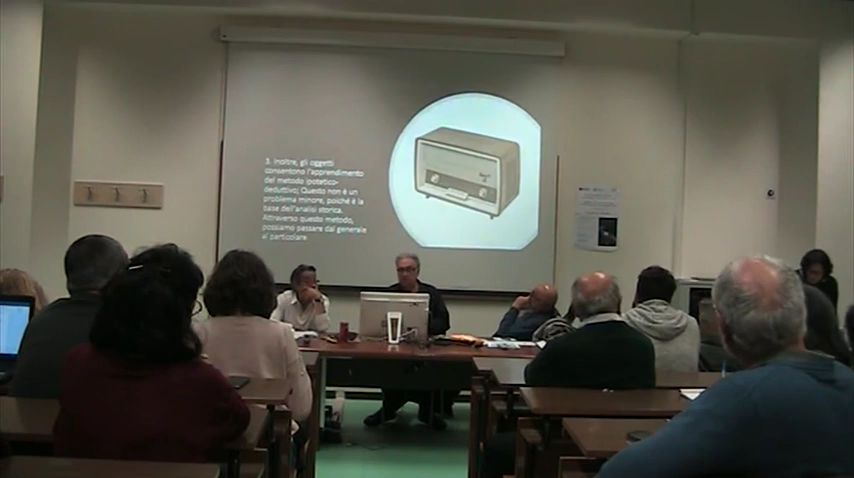 3. Inoltre, gli oggetti
consentono l'apprendimento
del metodo ipotetico-
deduttivo; Questo non è un
problema minore, poiché è la
base dell'analisi storica.
Attraverso questo metodo,
possiamo passare dal generale
al particolare